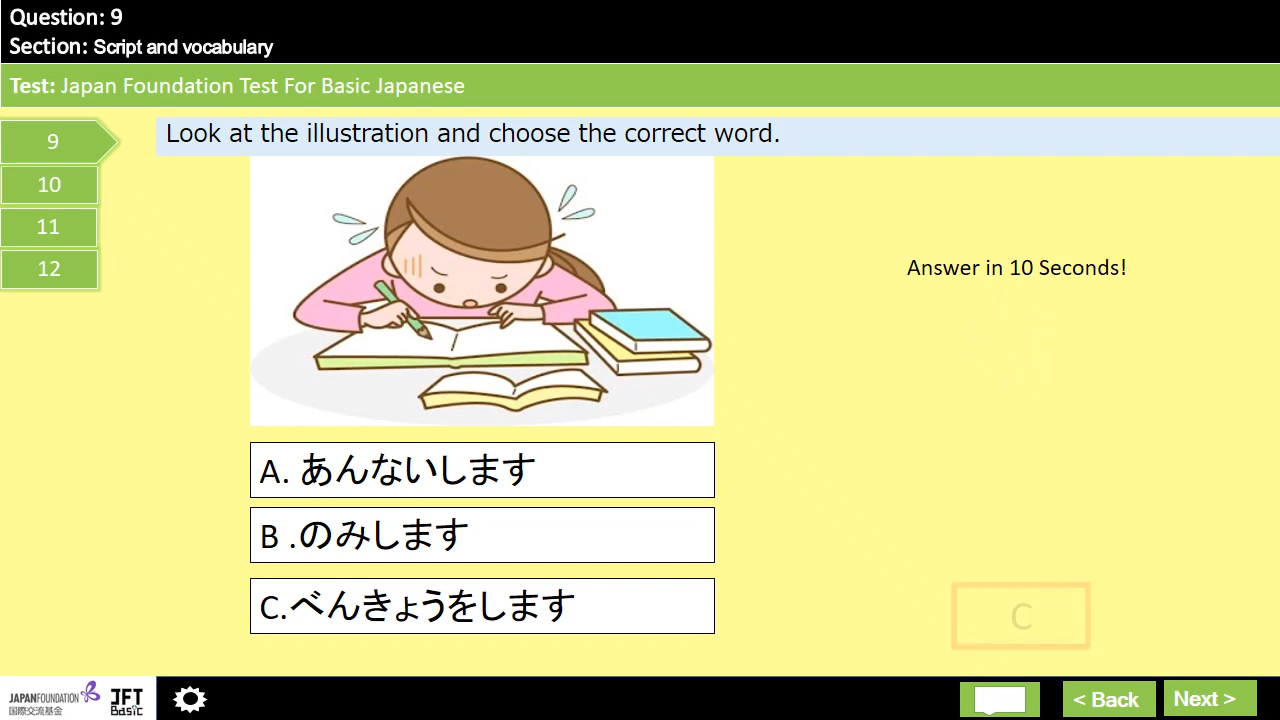 Question: 9
Section: Script and vocabulary
Test: Japan Foundation Test For Basic Japanese
9
10
11
12
Look at the illustration and choose the correct word.
Answer in 10 Seconds!
A. あんないします
B .のみします
C.べんきょうをします
C
JAPANFOUNDATION
国際交流基金
JFT
Basic
< Back
Next >